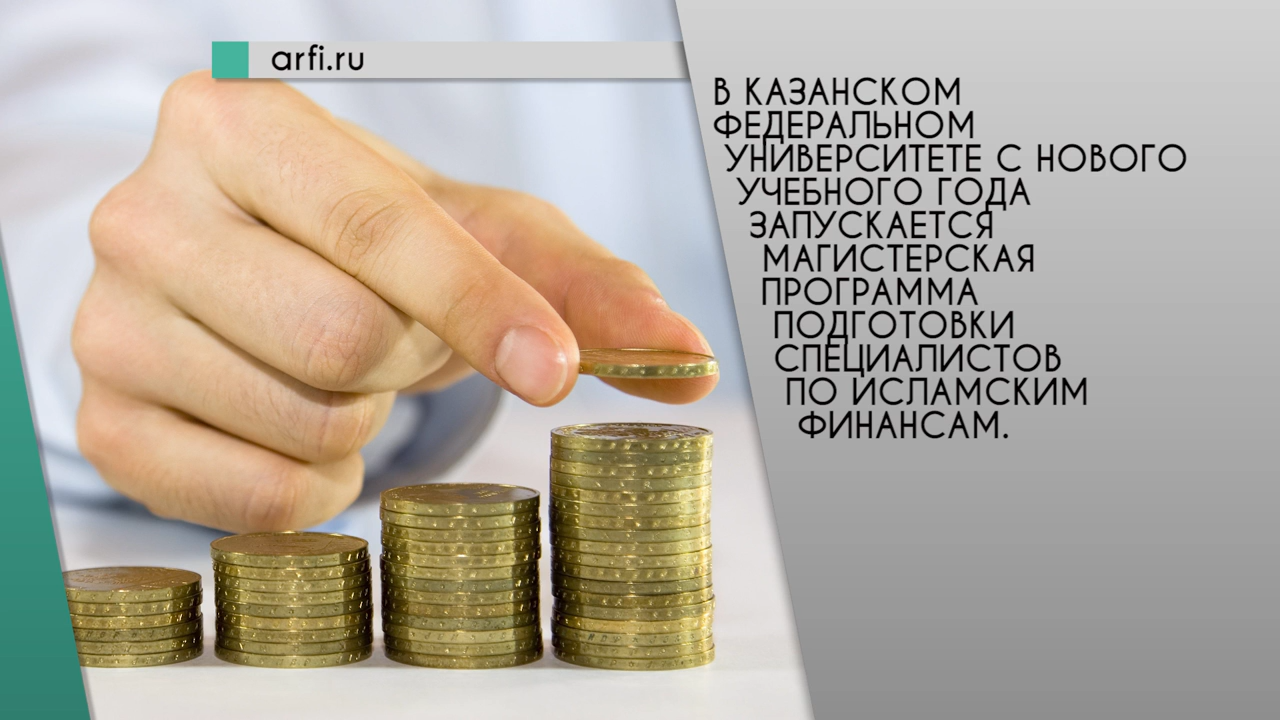 arfi.ru
В КАЗАНСКОМ
ФЕДЕРАЛЬНОМ
УНИВЕРСИТЕТЕ С НОВОГО
УЧЕБНОГО ГОДА
ЗАПУСКАЕТСЯ
МАГИСТЕРСКАЯ
ПРОГРАММА
ПОДГОТОВКИ
СПЕЦИАЛИСТОВ
ПО ИСЛАМСКИМ
ФИНАНСАМ.